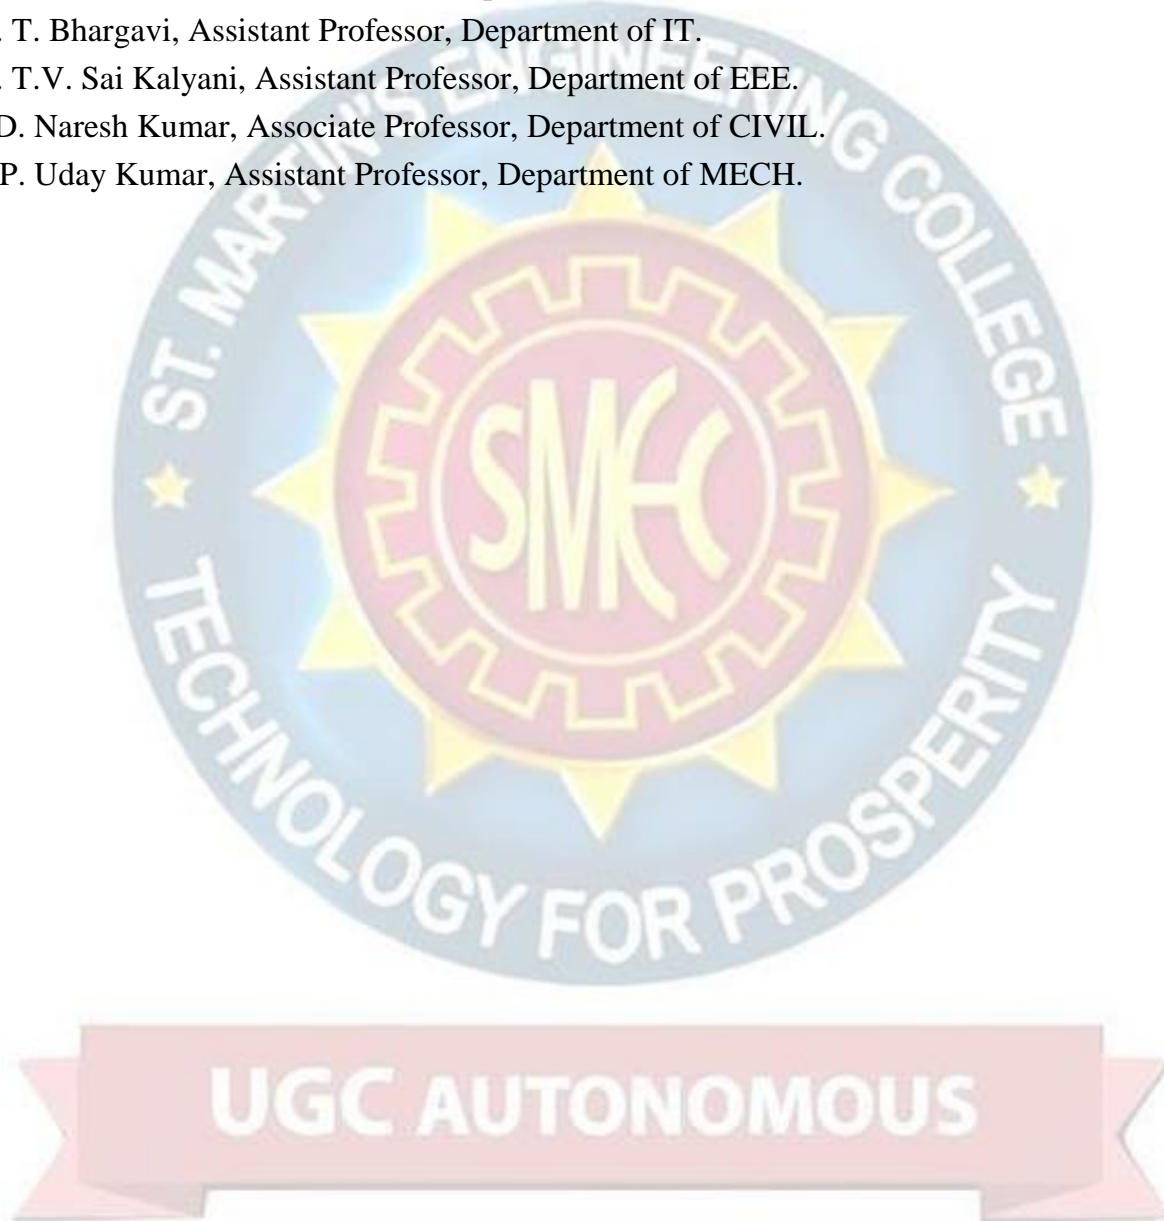 . T. Bhargavi, Assistant Professor, Department of IT.
. T.V. Sai Kalyani, Assistant Professor, Department of EEE.
D. Naresh Kumar, Associate Professor, Department of CIVIL.
P. Uday Kumar, Assistant Professor, Department of MECH.
ST. MARTIN'S ENGINEERING COLLEGE
SMEC
TECHNOLOGY FOR PROSPERITY
UGC AUTONOMOUS